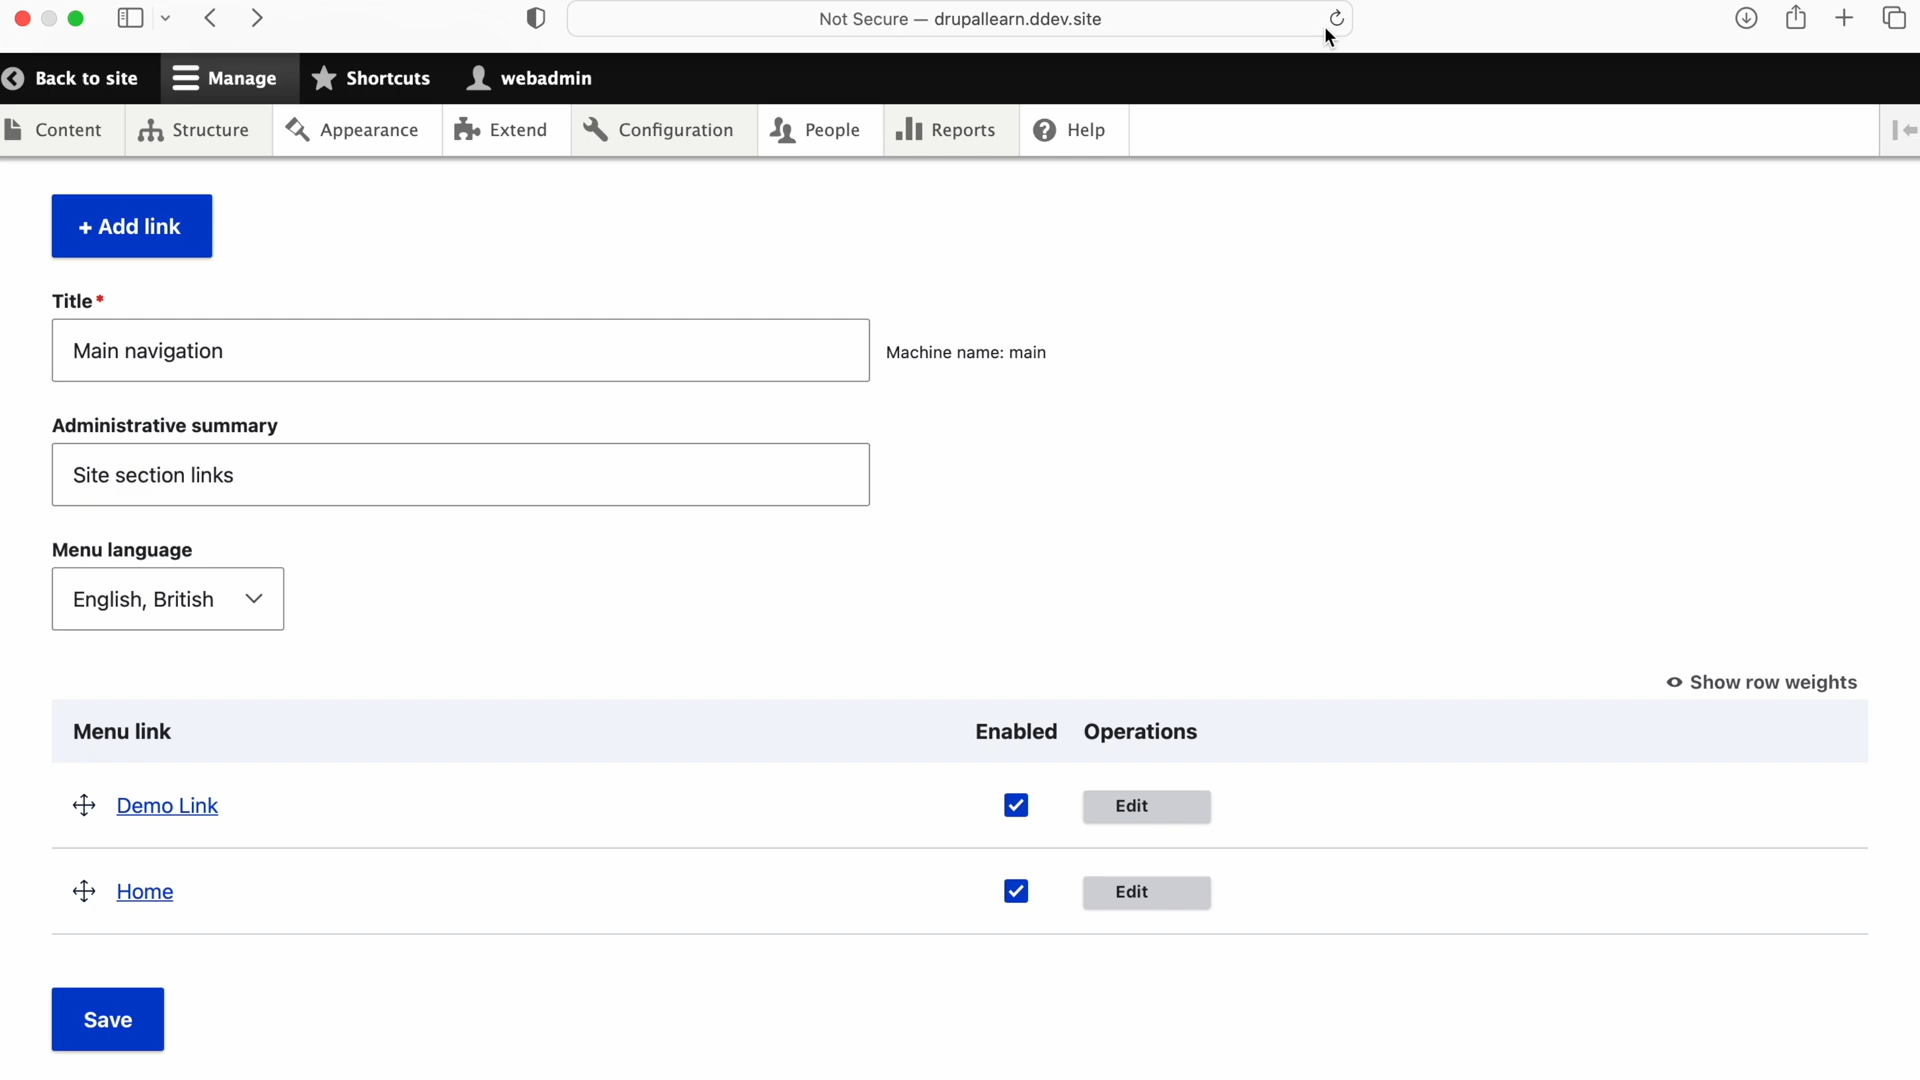 Not Secure — drupallearn.ddev.site
Back to site Manage Shortcuts webadmin
Content Structure Appearance Extend Configuration People Reports Help
+ Add link
Title*
Main navigation
Machine name: main
Administrative summary
Site section links
Menu language
English, British
Show row weights
Menu link Enabled Operations
Demo Link Edit
Home Edit
Save